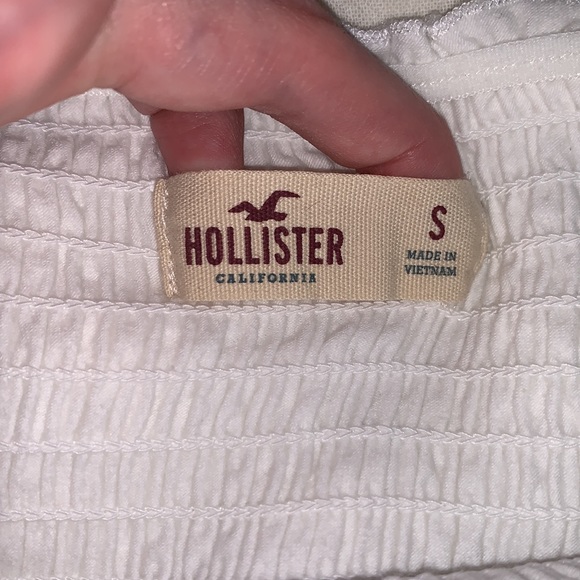 HOLLISTER
CALIFORNIA
S
MADE IN
VIETNAM